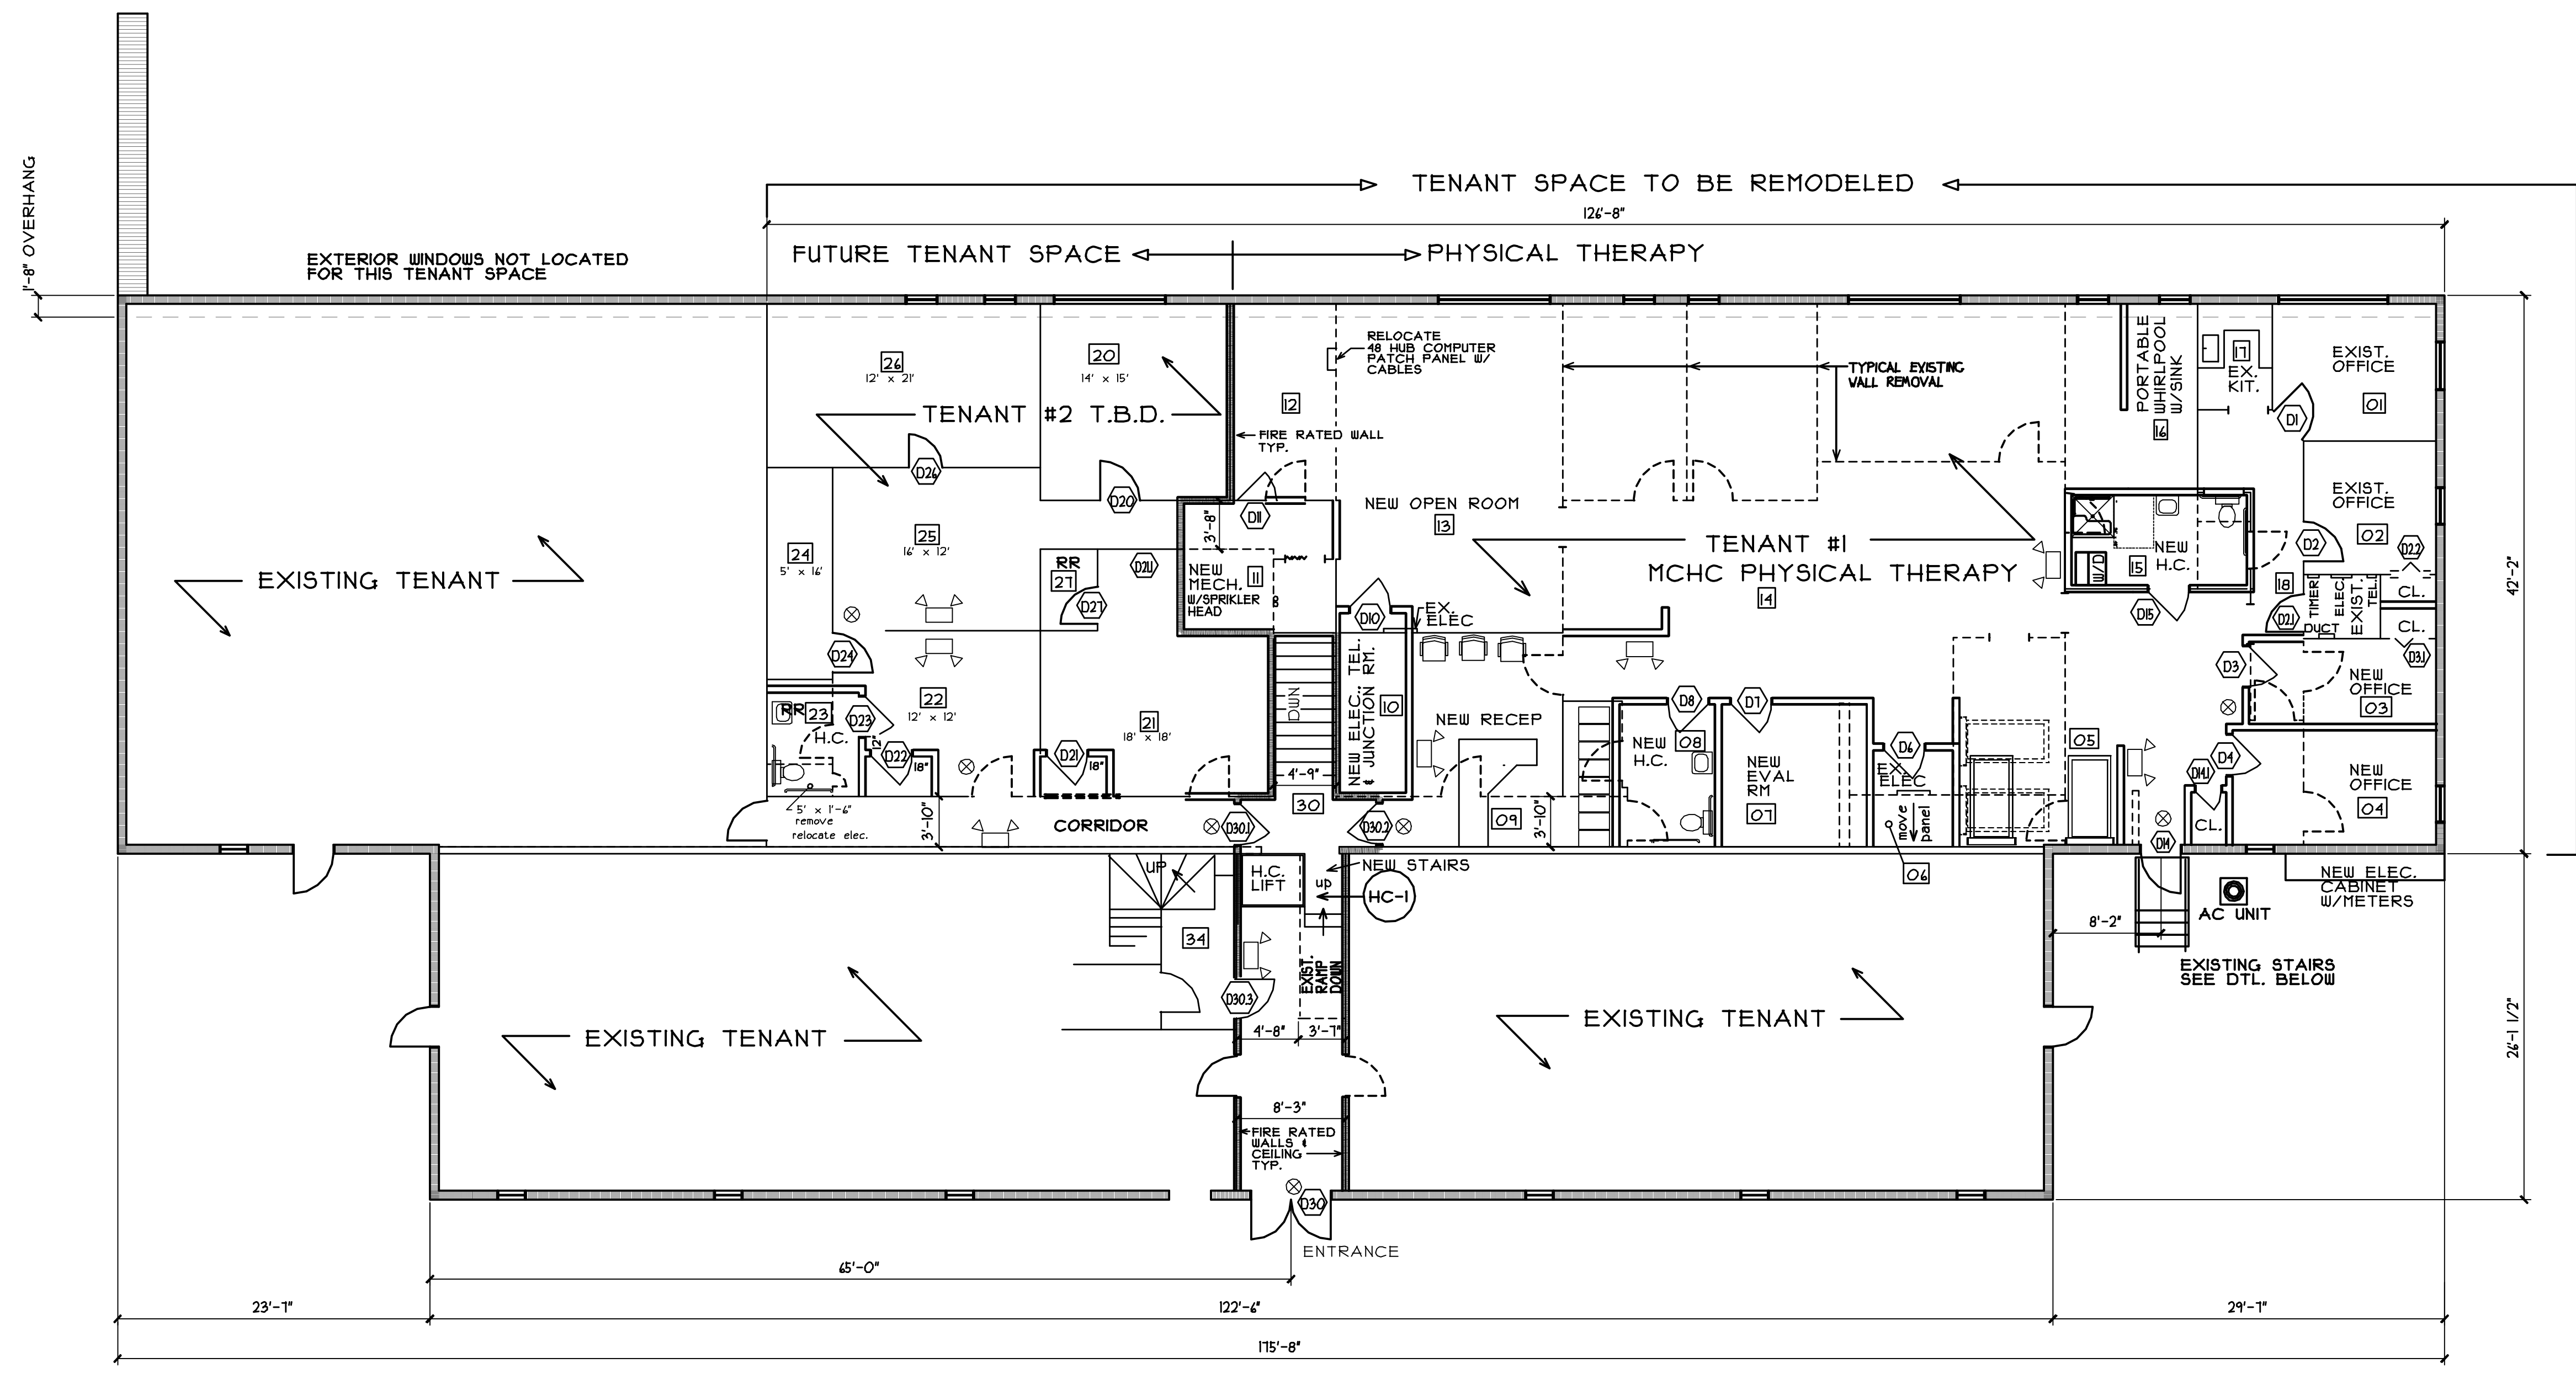 1'-8" OVERHANG
TENANT SPACE TO BE REMODELED
126'-8"
FUTURE TENANT SPACE
PHYSICAL THERAPY
EXTERIOR WINDOWS NOT LOCATED
FOR THIS TENANT SPACE
26
12' x 21'
20
14' x 15'
TENANT #2 T.B.D.
D26
D20
12
FIRE RATED WALL
TYP.
RELOCATE
48 HUB COMPUTER
PATCH PANEL W/
CABLES
TYPICAL EXISTING
WALL REMOVAL
PORTABLE
WHIRLPOOL
W/SINK
16
17
EX.
KIT.
D1
EXIST.
OFFICE
01
EXIST.
OFFICE
02
D2
D2.2
EXISTING TENANT
24
5' x 16'
25
16' x 12'
RR
27
D2.1
D27
D11
3'-8"
NEW
MECH.
11
W/SPRIKLER
HEAD
NEW OPEN ROOM
13
TENANT #1
MCHC PHYSICAL THERAPY
14
W/D
15
NEW
H.C.
D15
18
D2.1
TIMER
DUCT
ELEC
EXIST.
TEL
CL.
CL.
D3.1
42'-2"
D24
22
12' x 12'
RR
23
H.C.
D23
12"
D22
18"
21
18' x 18'
D21
18"
DWN
4'-9"
30
D10
EX.
ELEC
NEW ELEC., TEL.
& JUNCTION RM.
10
NEW RECEP
09
3'-10"
NEW
H.C.
08
D8
D7
NEW
EVAL
RM
07
D6
EX.
ELEC
move
panel
06
05
D3
NEW
OFFICE
03
D4
D14.1
CL.
NEW
OFFICE
04
D14
5' x 1'-6"
remove
relocate elec.
3'-10"
CORRIDOR
D30.1
D30.2
UP
H.C.
LIFT
up
NEW STAIRS
HC-1
34
EXIST.
RAMP
DOWN
D30.3
4'-8"
3'-7"
NEW ELEC.
CABINET
W/METERS
AC UNIT
8'-2"
EXISTING STAIRS
SEE DTL. BELOW
EXISTING TENANT
EXISTING TENANT
26'-1 1/2"
8'-3"
FIRE RATED
WALLS &
CEILING
TYP.
D30
ENTRANCE
65'-0"
23'-7"
122'-6"
29'-7"
175'-8"